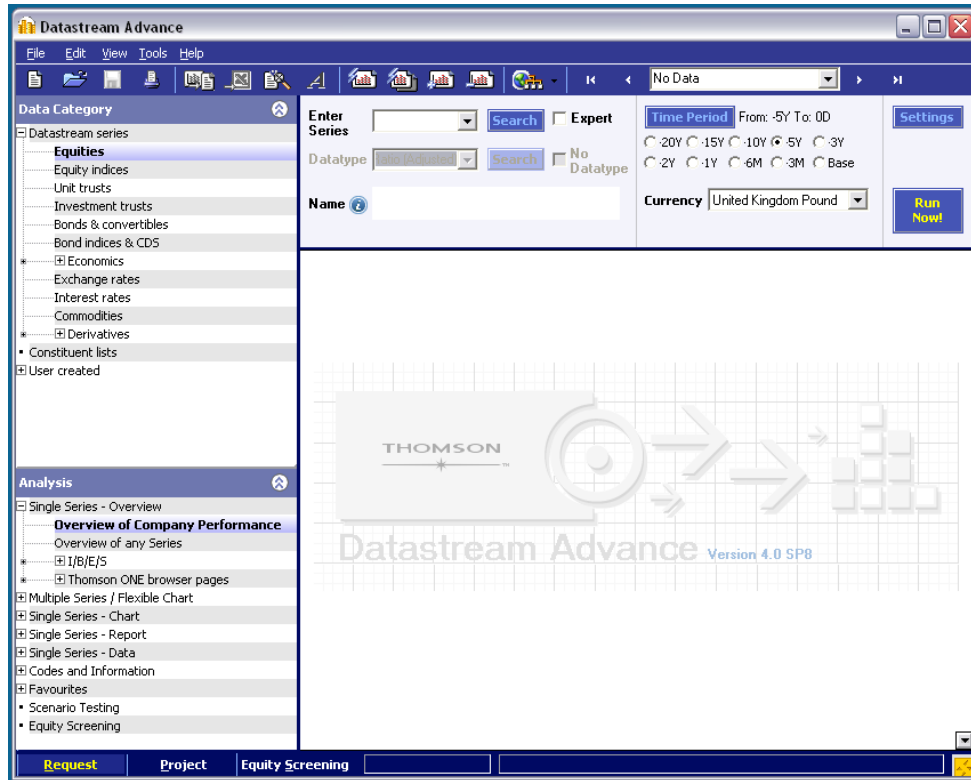 Datastream Advance
File Edit View Tools Help
No Data
Data Category
Datastream series
Equities
Equity indices
Unit trusts
Investment trusts
Bonds & convertibles
Bond indices & CDS
Economics
Exchange rates
Interest rates
Commodities
Derivatives
Constituent lists
User created
Enter Series Search Expert
Datatype Ratio (Adjusted) Search No Datatype
Name
Time Period From: -5Y To: 0D
-20Y -15Y -10Y -5Y -3Y
-2Y -1Y -6M -3M Base
Currency United Kingdom Pound
Settings
Run
Now!
THOMSON
Datastream Advance Version 4.0 SP8
Analysis
Single Series - Overview
Overview of Company Performance
Overview of any Series
I/B/E/S
Thomson ONE browser pages
Multiple Series / Flexible Chart
Single Series - Chart
Single Series - Report
Single Series - Data
Codes and Information
Favourites
Scenario Testing
Equity Screening
Request Project Equity Screening